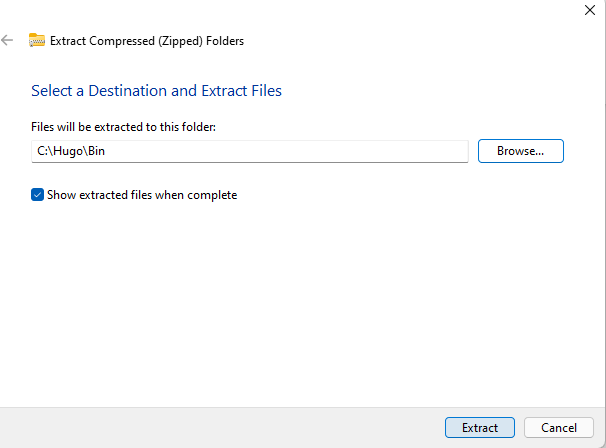 Extract Compressed (Zipped) Folders
Select a Destination and Extract Files
Files will be extracted to this folder:
C:\Hugo\Bin
Browse...
Show extracted files when complete
Extract
Cancel